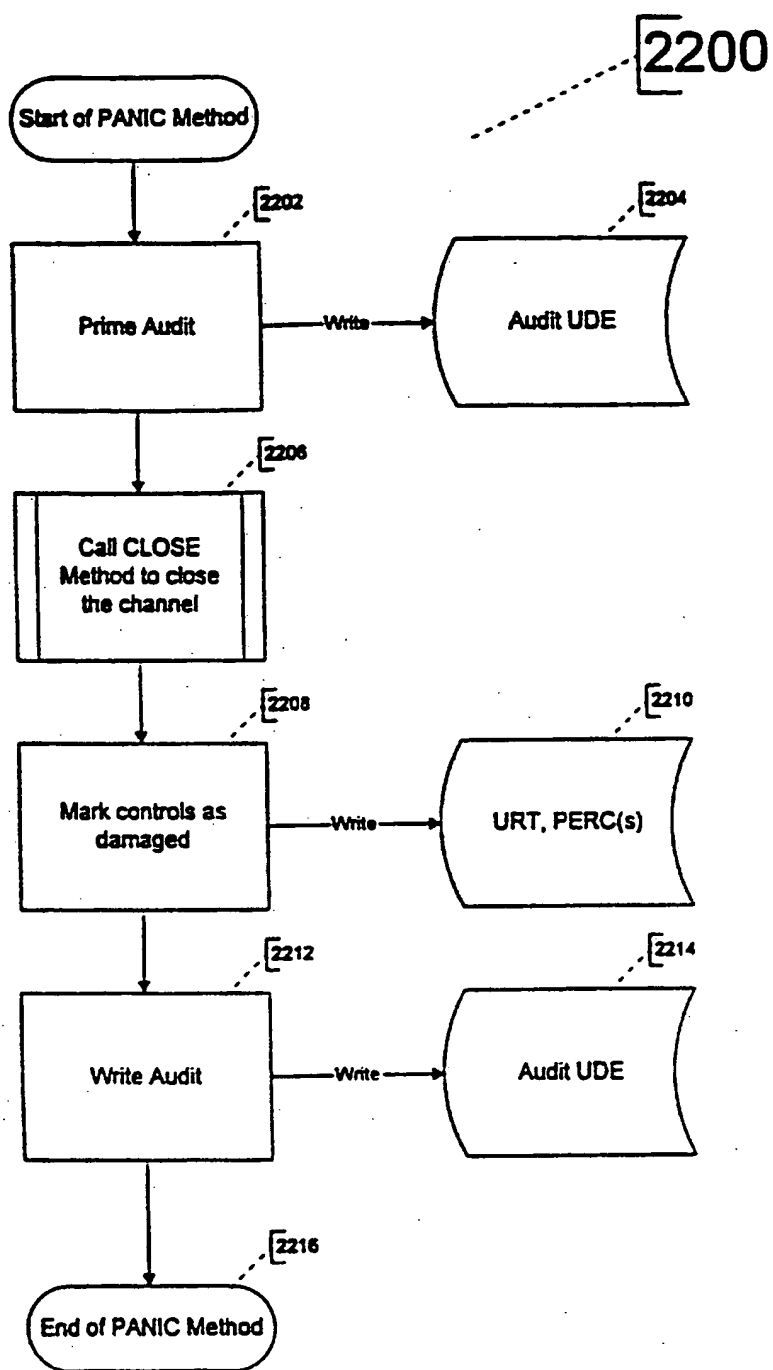 2200
Start of PANIC Method
2202
2204
Prime Audit
Write
Audit UDE
2206
Call CLOSE
Method to close
the channel
2208
2210
Mark controls as
damaged
Write
URT, PERC(s)
2212
2214
Write Audit
Write
Audit UDE
2216
End of PANIC Method